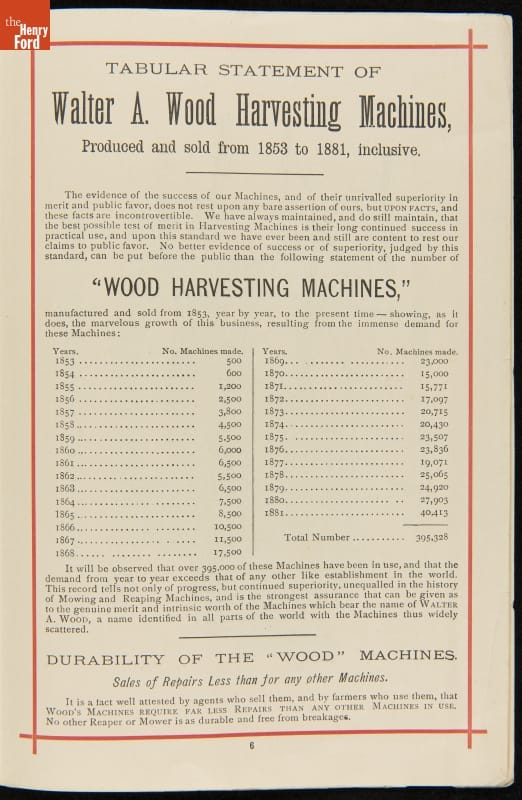 the
Henry
Ford
TABULAR STATEMENT OF
Walter A. Wood Harvesting Machines,
Produced and sold from 1853 to 1881, inclusive.
The evidence of the success of our Machines, and of their unrivalled superiority in
merit and public favor, does not rest upon any bare assertion of ours, but UPON FACTS, and
these facts are incontrovertible. We have always maintained, and do still maintain, that
the best possible test of merit in Harvesting Machines is their long continued success in
practical use, and upon this standard we have ever been and still are content to rest our
claims to public favor. No better evidence of success or of superiority, judged by this
standard, can be put before the public than the following statement of the number of
"WOOD HARVESTING MACHINES,"
manufactured and sold from 1853, year by year, to the present time — showing, as it
does, the marvelous growth of this business, resulting from the immense demand for
these Machines:
Years. No. Machines made.
1853 ........................ 500
1854 ........................ 600
1855 ........................ 1,200
1856 ........................ 2,500
1857 ........................ 3,800
1858 ........................ 4,500
1859 ........................ 5,500
1860 ........................ 6,000
1861 ........................ 6,500
1862 ........................ 5,500
1863 ........................ 6,500
1864 ........................ 7,500
1865 ........................ 8,500
1866 ........................ 10,500
1867 ........................ 11,500
1868 ........................ 17,500
Years. No. Machines made.
1869 ........................ 23,000
1870 ........................ 15,000
1871 ........................ 15,771
1872 ........................ 17,097
1873 ........................ 20,715
1874 ........................ 20,430
1875 ........................ 23,507
1876 ........................ 23,836
1877 ........................ 19,071
1878 ........................ 25,065
1879 ........................ 24,920
1880 ........................ 27,903
1881 ........................ 40,413
Total Number ........... 395,328
It will be observed that over 395,000 of these Machines have been in use, and that the
demand from year to year exceeds that of any other like establishment in the world.
This record tells not only of progress, but continued superiority, unequalled in the history
of Mowing and Reaping Machines, and is the strongest assurance that can be given as
to the genuine merit and intrinsic worth of the Machines which bear the name of WALTER
A. WOOD, a name identified in all parts of the world with the Machines thus widely
scattered.
DURABILITY OF THE "WOOD" MACHINES.
Sales of Repairs Less than for any other Machines.
It is a fact well attested by agents who sell them, and by farmers who use them, that
WOOD'S MACHINES REQUIRE FAR LESS REPAIRS THAN ANY OTHER MACHINES IN USE.
No other Reaper or Mower is as durable and free from breakages.
6